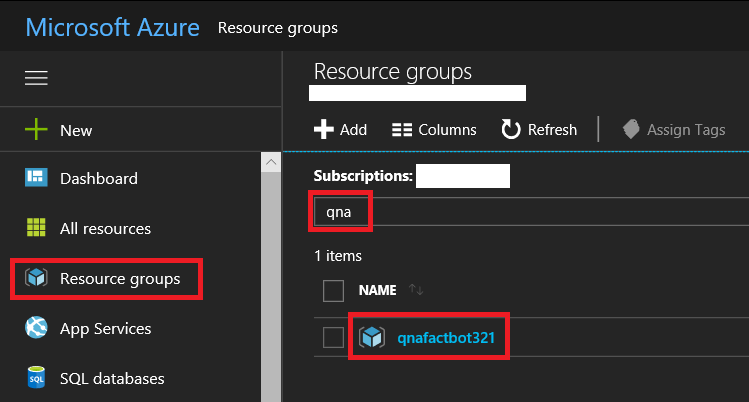 Microsoft Azure Resource groups
New
Dashboard
All resources
Resource groups
App Services
SQL
SQL databases
Resource groups
Add Columns Refresh Assign Tags
Subscriptions:
qna
1 items
NAME
qnafactbot321